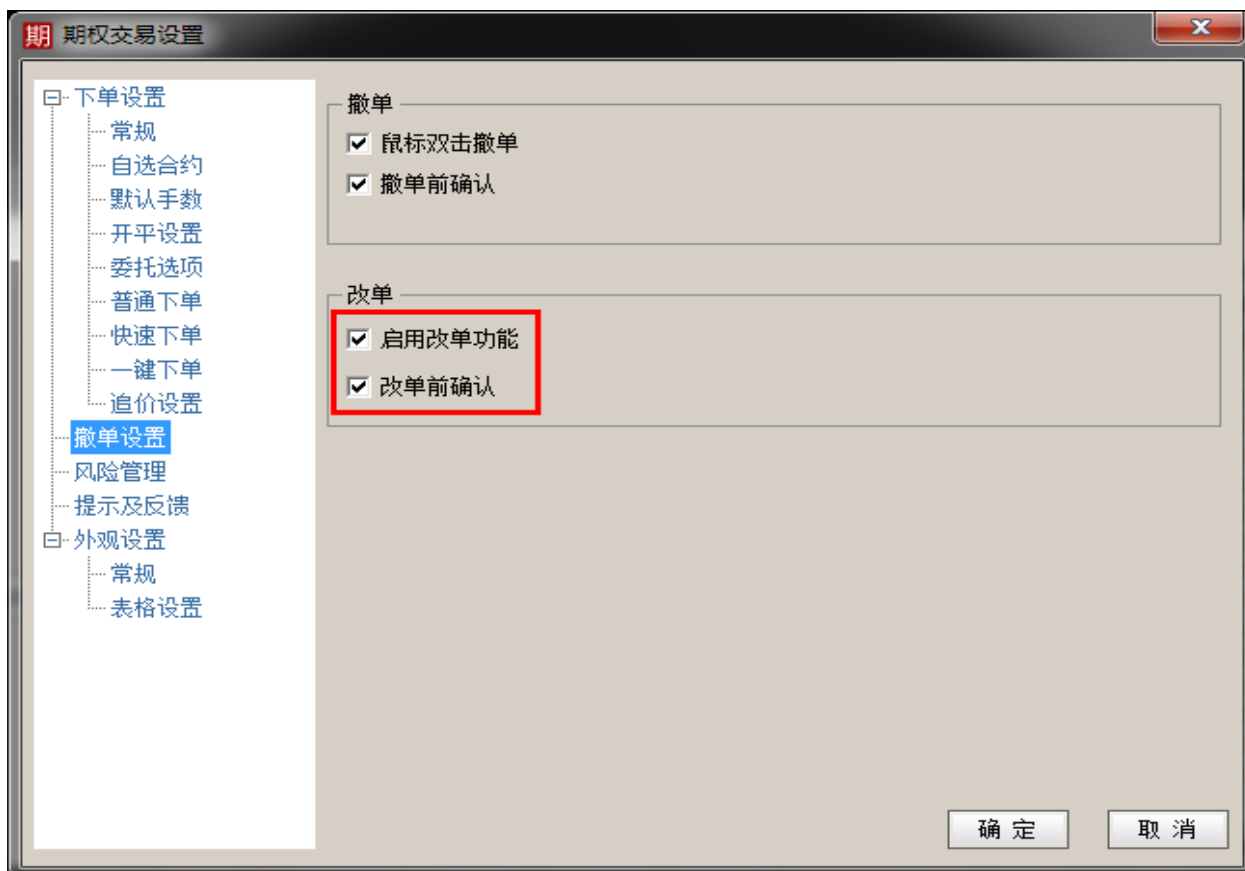 期 期权交易设置
下单设置
常规
自选合约
默认手数
开平设置
委托选项
普通下单
快速下单
一键下单
追价设置
撤单设置
风险管理
提示及反馈
外观设置
常规
表格设置
撤单
鼠标双击撤单
撤单前确认
改单
启用改单功能
改单前确认
确定
取消